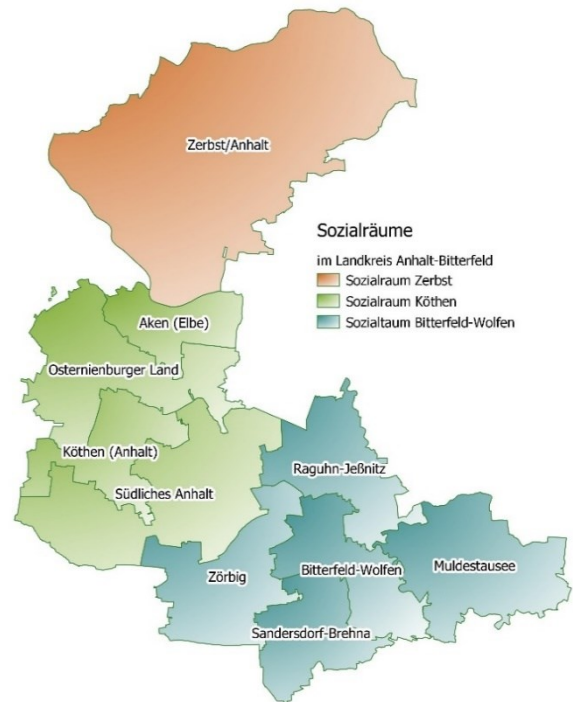 Zerbst/Anhalt
Sozialräume
im Landkreis Anhalt-Bitterfeld
Sozialraum Zerbst
Sozialraum Köthen
Sozialtaum Bitterfeld-Wolfen
Aken (Elbe)
Osternienburger Land
Köthen (Anhalt)
Südliches Anhalt
Raguhn-Jeßnitz
Zörbig
Bitterfeld-Wolfen
Muldestausee
Sandersdorf-Brehna